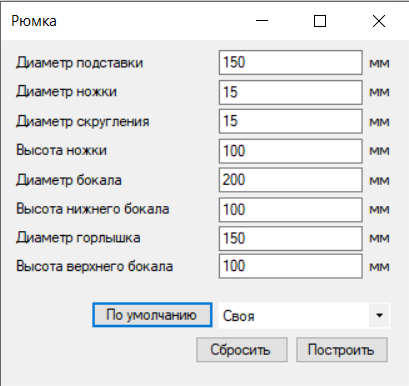 Рюмка
Диаметр подставки 150 мм
Диаметр ножки 15 мм
Диаметр скругления 15 мм
Высота ножки 100 мм
Диаметр бокала 200 мм
Высота нижнего бокала 100 мм
Диаметр горлышка 150 мм
Высота верхнего бокала 100 мм
По умолчанию Своя
Сбросить Построить